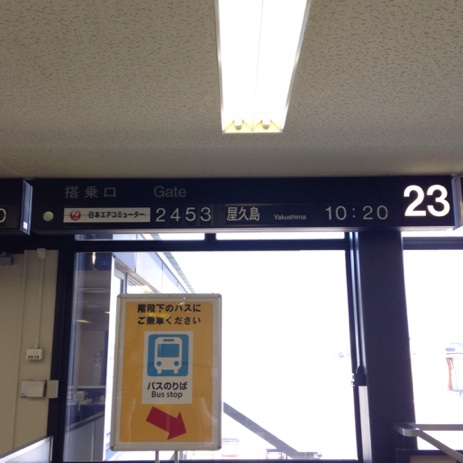 搭乗口 Gate
23
0
日本エアコミューター 2453 屋久島 Yakushima 10:20
階段下のバスに
ご乗車ください
バスのりば
Bus stop